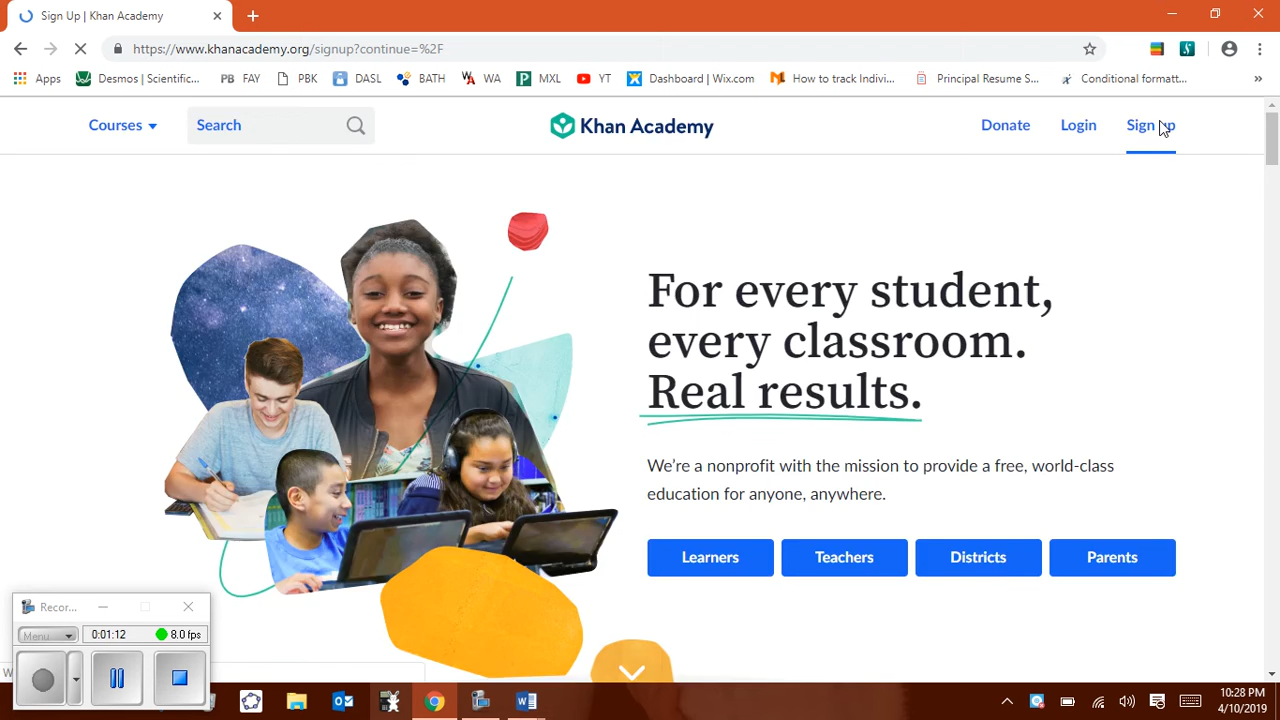 Sign Up | Khan Academy
https://www.khanacademy.org/signup?continue=%2F
Apps Desmos | Scientific... PB FAY PBK DASL BATH WA MXL YT Dashboard | Wix.com How to track Indivi... Principal Resume S... Conditional formatt... »
Courses Search Khan Academy Donate Login Sign up
For every student,
every classroom.
Real results.
We're a nonprofit with the mission to provide a free, world-class
education for anyone, anywhere.
Learners Teachers Districts Parents
Recor...
Menu 0:01:12 8.0 fps
10:28 PM
4/10/2019